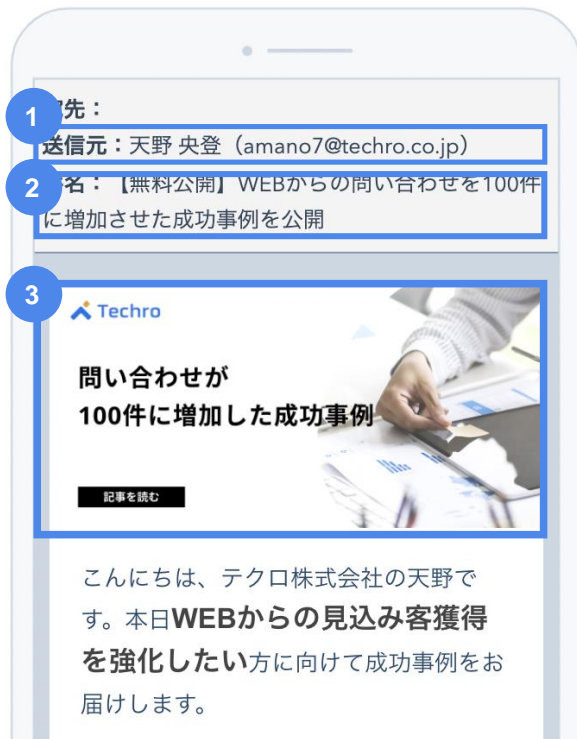 1
先：
送信元：天野 央登（amano7@techro.co.jp）
2
名：【無料公開】WEBからの問い合わせを100件
に増加させた成功事例を公開
3
Techro
問い合わせが
100件に増加した成功事例
記事を読む
こんにちは、テクロ株式会社の天野で
す。本日WEBからの見込み客獲得
を強化したい方に向けて成功事例をお
届けします。